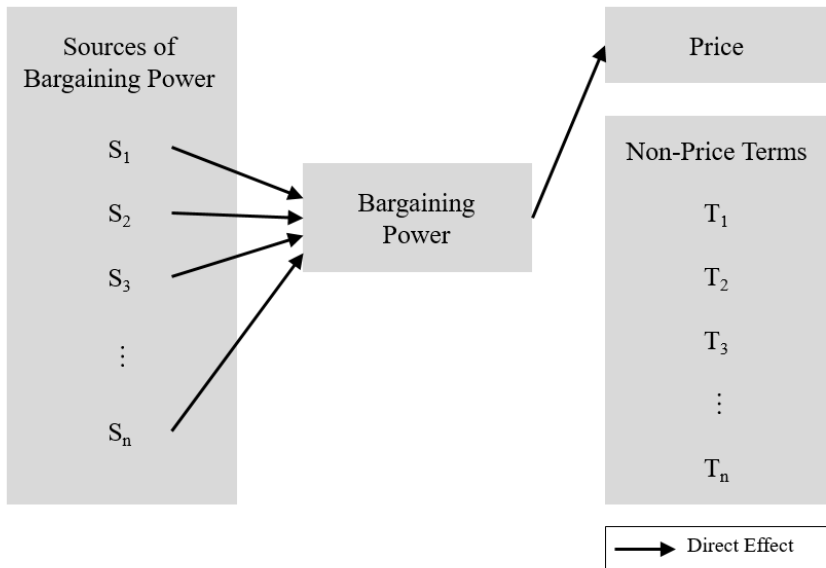 Sources of
Bargaining Power
S₁
S₂
S₃
⋮
Sₙ
Bargaining
Power
Price
Non-Price Terms
T₁
T₂
T₃
⋮
Tₙ
Direct Effect